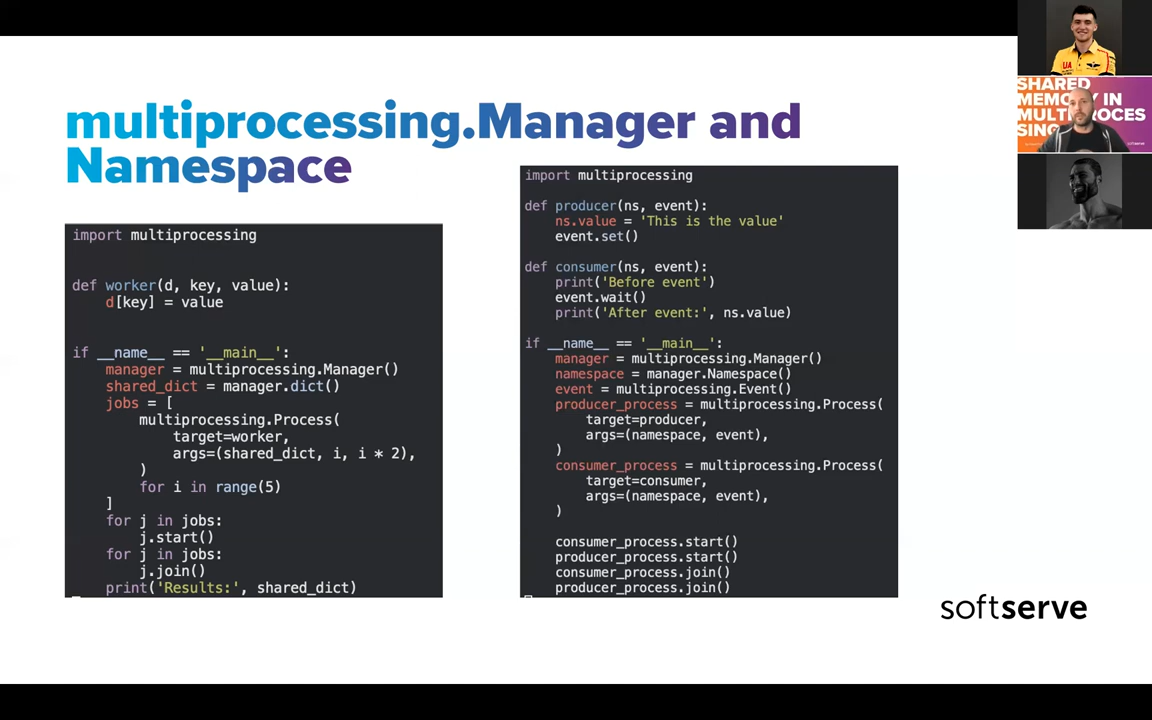 multiprocessing.Manager and
Namespace
import multiprocessing
def worker(d, key, value):
    d[key] = value
if __name__ == '__main__':
    manager = multiprocessing.Manager()
    shared_dict = manager.dict()
    jobs = [
        multiprocessing.Process(
            target=worker,
            args=(shared_dict, i, i * 2),
        )
        for i in range(5)
    ]
    for j in jobs:
        j.start()
    for j in jobs:
        j.join()
    print('Results:', shared_dict)
import multiprocessing
def producer(ns, event):
    ns.value = 'This is the value'
    event.set()
def consumer(ns, event):
    print('Before event')
    event.wait()
    print('After event:', ns.value)
if __name__ == '__main__':
    manager = multiprocessing.Manager()
    namespace = manager.Namespace()
    event = multiprocessing.Event()
    producer_process = multiprocessing.Process(
        target=producer,
        args=(namespace, event),
    )
    consumer_process = multiprocessing.Process(
        target=consumer,
        args=(namespace, event),
    )
    consumer_process.start()
    producer_process.start()
    consumer_process.join()
    producer_process.join()
softserve
UA
SHARED
MEMORY IN
MULTIPROCES
SING
softserve